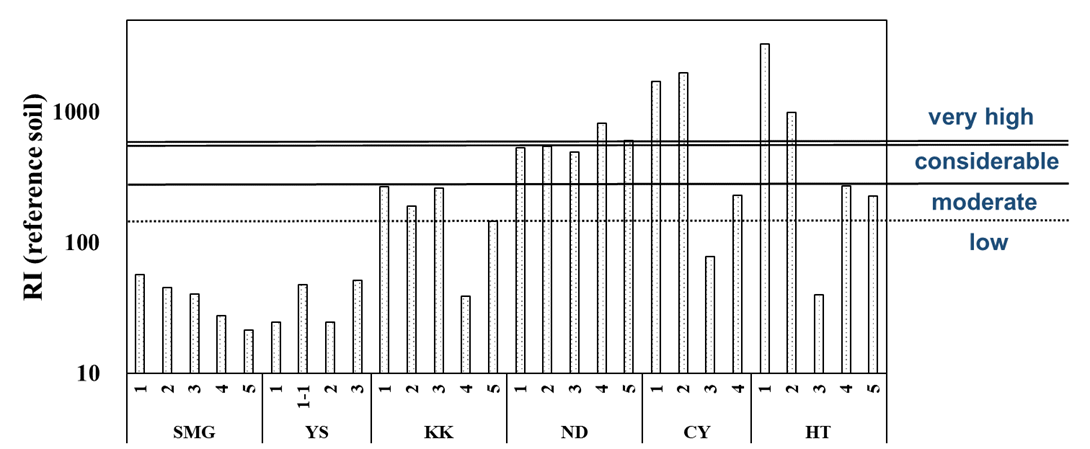 RI (reference soil)
1000
100
10
very high
considerable
moderate
low
1 2 3 4 5 1 1-1 2 3 1 2 3 4 5 1 2 3 4 5 1 2 3 4 1 2 3 4 5
SMG YS KK ND CY HT